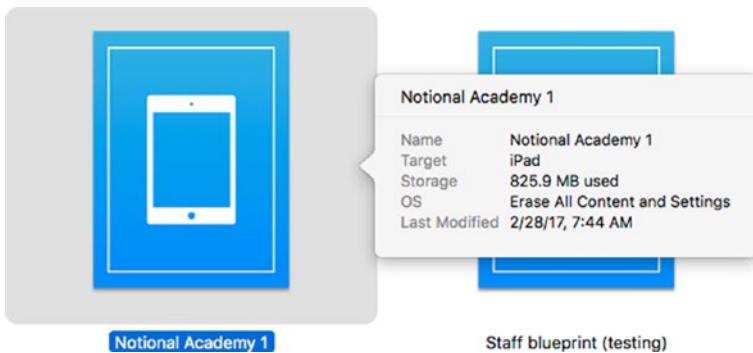 Notional Academy 1
Name Notional Academy 1
Target iPad
Storage 825.9 MB used
OS Erase All Content and Settings
Last Modified 2/28/17, 7:44 AM
Notional Academy 1
Staff blueprint (testing)